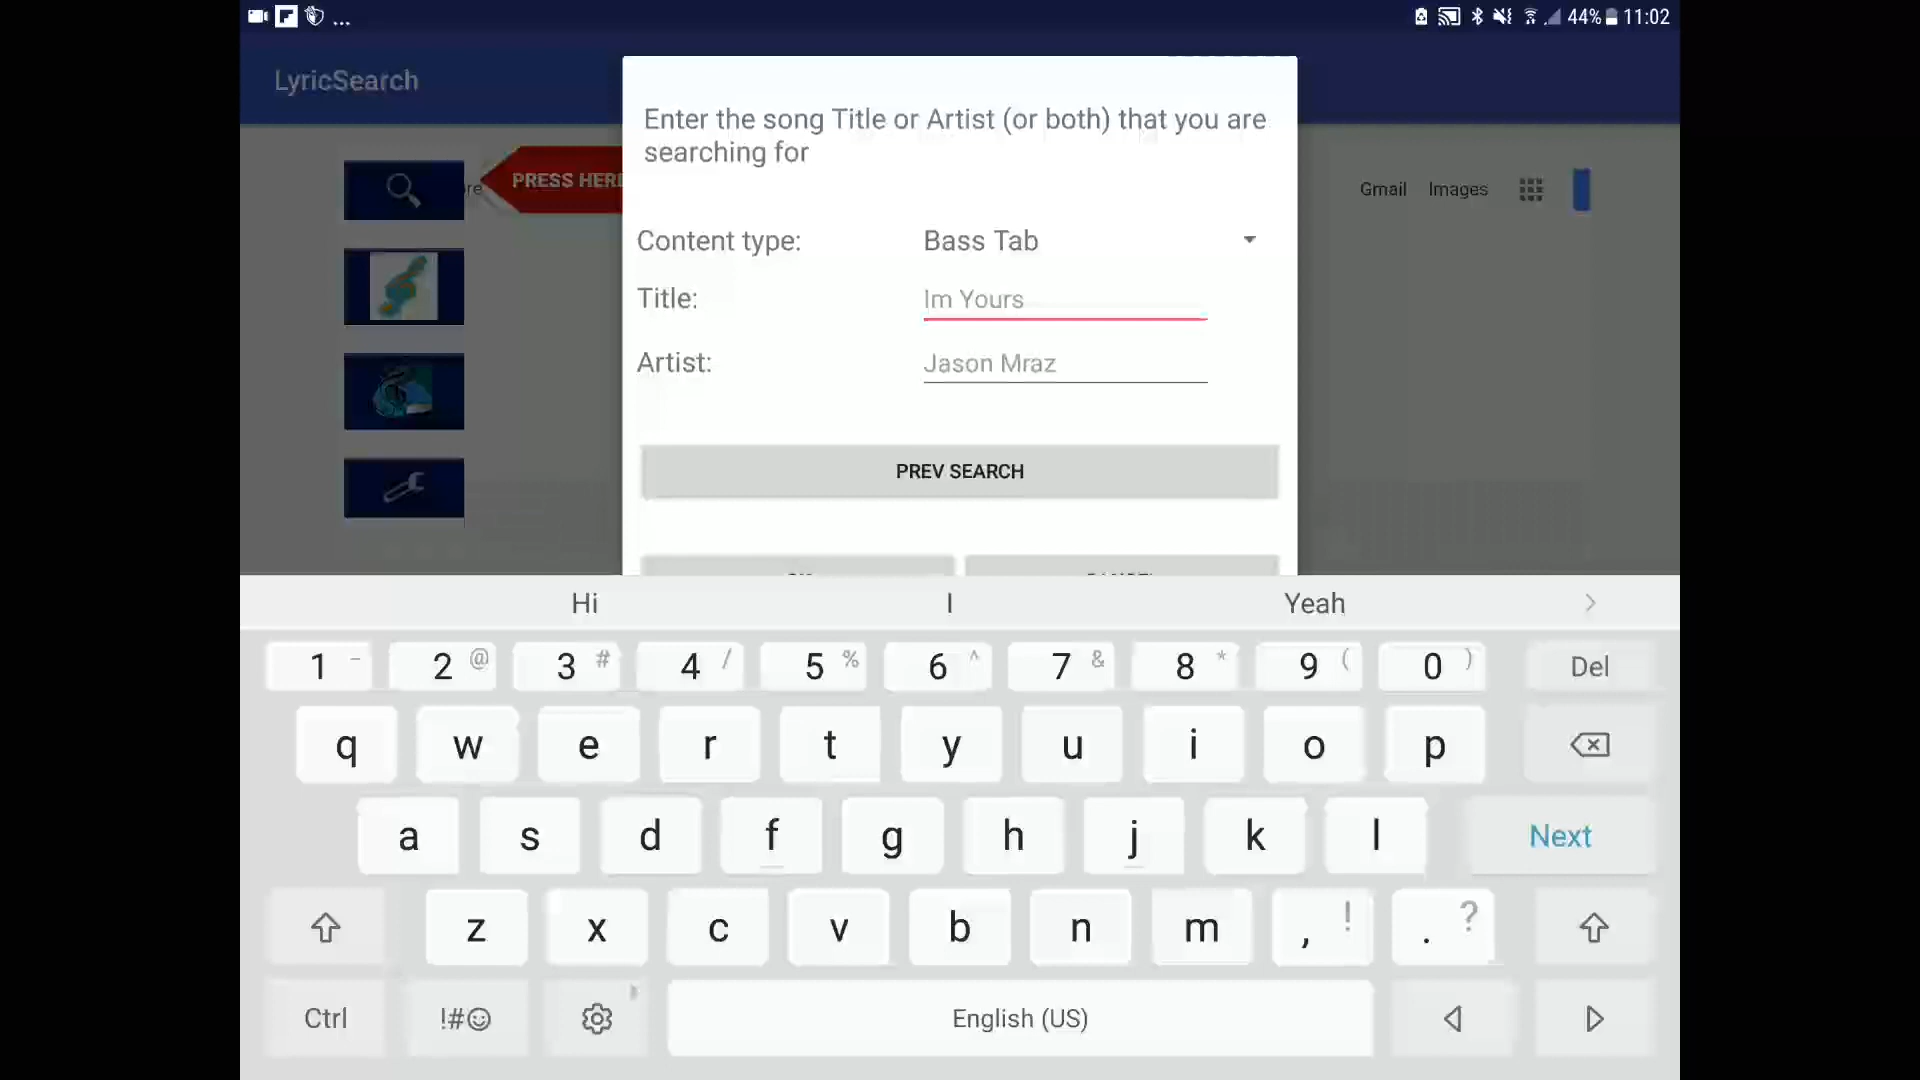 ... 44% 11:02
LyricSearch
Enter the song Title or Artist (or both) that you are
searching for
PRESS HERE
Gmail Images
Content type: Bass Tab
Title: Im Yours
Artist: Jason Mraz
PREV SEARCH
Hi I Yeah
1 - 2 @ 3 # 4 / 5 % 6 ^ 7 & 8 * 9 ( 0 ) Del
q w e r t y u i o p
a s d f g h j k l Next
z x c v b n m , ! . ?
Ctrl !#☺ English (US)